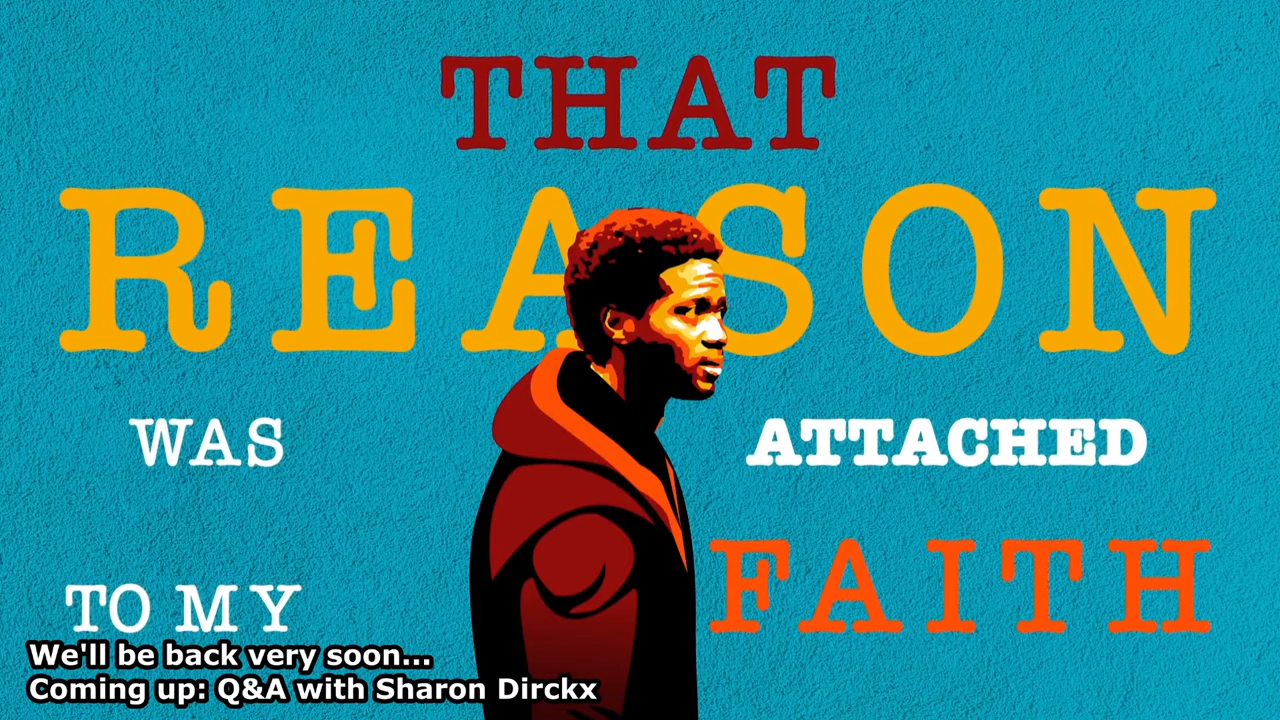 THAT
REASON
WAS ATTACHED
TO MY FAITH
We'll be back very soon...
Coming up: Q&A with Sharon Dirckx